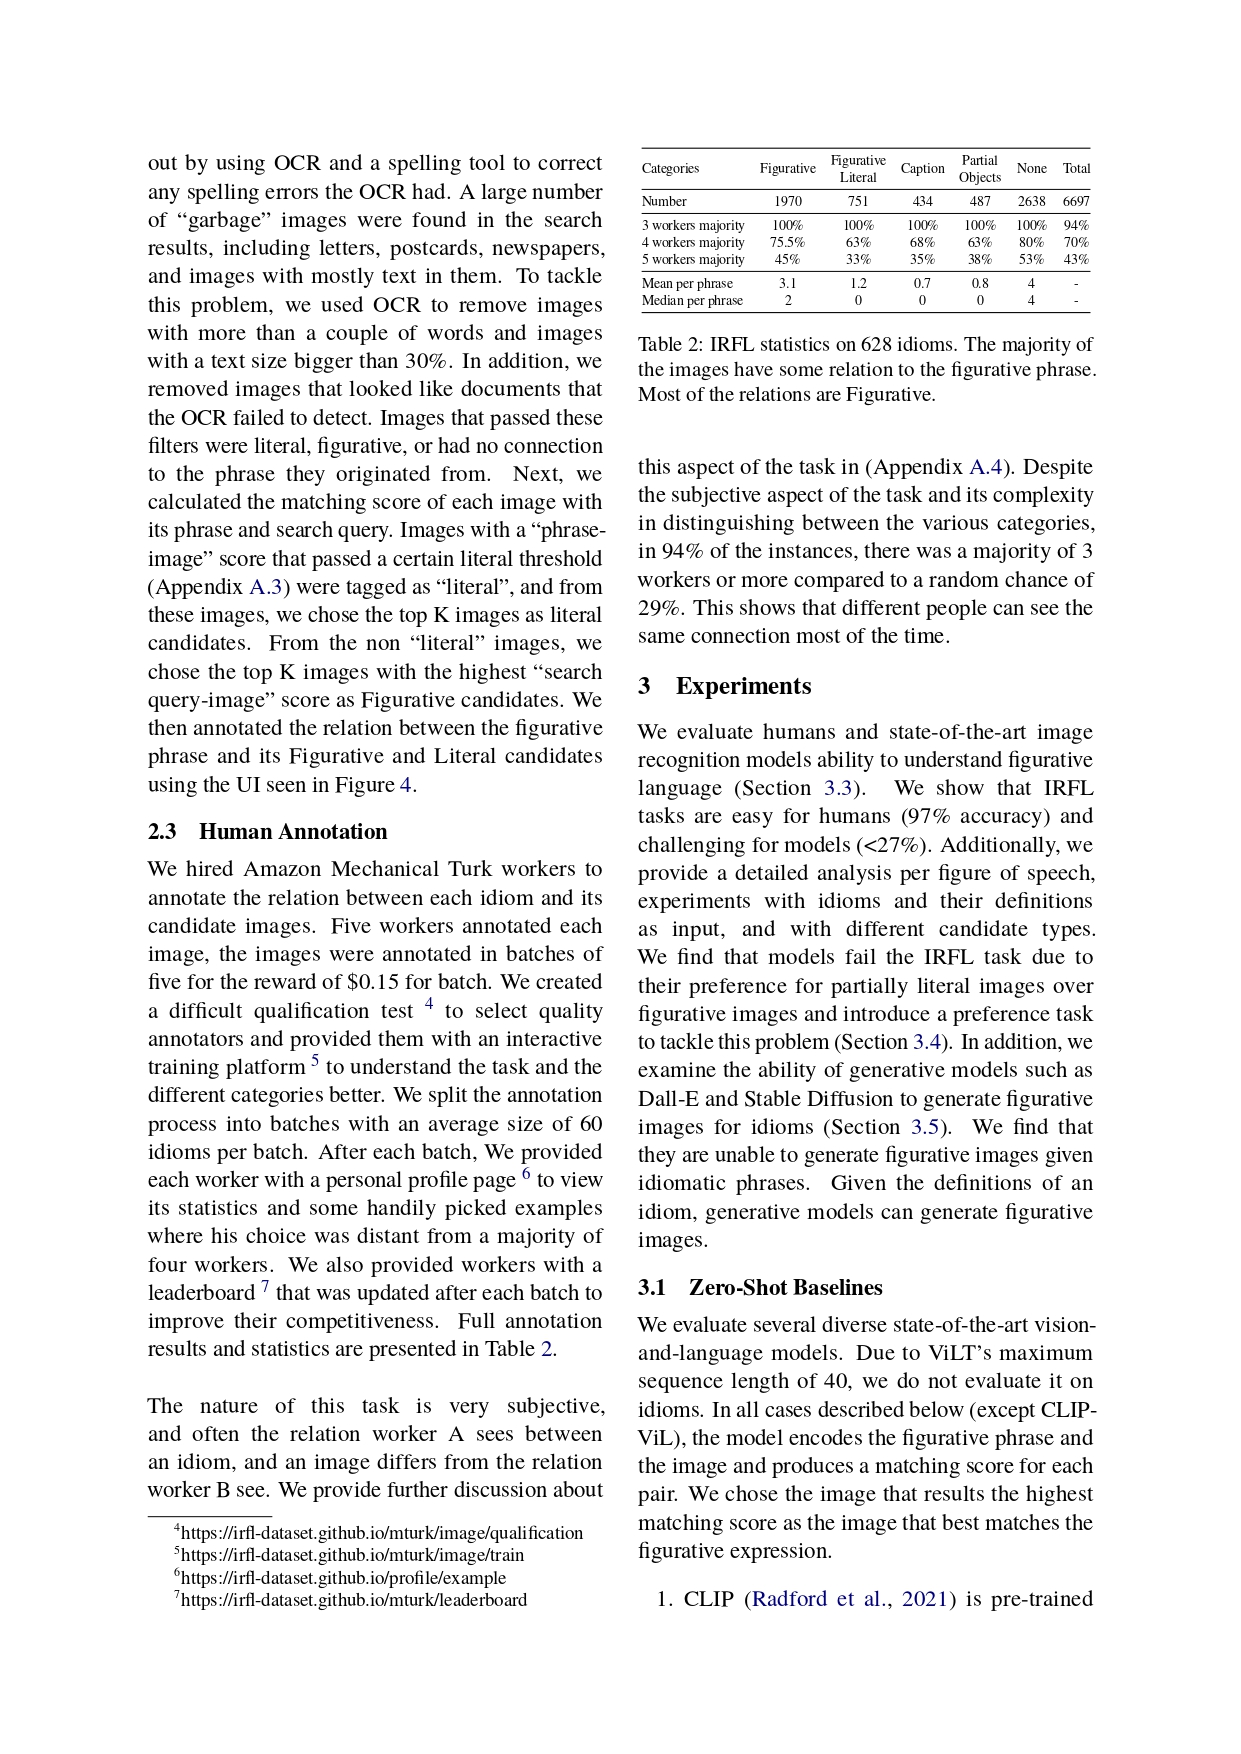 out by using OCR and a spelling tool to correct
any spelling errors the OCR had. A large number
of “garbage” images were found in the search
results, including letters, postcards, newspapers,
and images with mostly text in them. To tackle
this problem, we used OCR to remove images
with more than a couple of words and images
with a text size bigger than 30%. In addition, we
removed images that looked like documents that
the OCR failed to detect. Images that passed these
filters were literal, figurative, or had no connection
to the phrase they originated from. Next, we
calculated the matching score of each image with
its phrase and search query. Images with a “phrase-
image” score that passed a certain literal threshold
(Appendix A.3) were tagged as “literal”, and from
these images, we chose the top K images as literal
candidates. From the non “literal” images, we
chose the top K images with the highest “search
query-image” score as Figurative candidates. We
then annotated the relation between the figurative
phrase and its Figurative and Literal candidates
using the UI seen in Figure 4.
2.3 Human Annotation
We hired Amazon Mechanical Turk workers to
annotate the relation between each idiom and its
candidate images. Five workers annotated each
image, the images were annotated in batches of
five for the reward of $0.15 for batch. We created
a difficult qualification test 4 to select quality
annotators and provided them with an interactive
training platform 5 to understand the task and the
different categories better. We split the annotation
process into batches with an average size of 60
idioms per batch. After each batch, We provided
each worker with a personal profile page 6 to view
its statistics and some handily picked examples
where his choice was distant from a majority of
four workers. We also provided workers with a
leaderboard 7 that was updated after each batch to
improve their competitiveness. Full annotation
results and statistics are presented in Table 2.
The nature of this task is very subjective,
and often the relation worker A sees between
an idiom, and an image differs from the relation
worker B see. We provide further discussion about
4https://irfl-dataset.github.io/mturk/image/qualification
5https://irfl-dataset.github.io/mturk/image/train
6https://irfl-dataset.github.io/profile/example
7https://irfl-dataset.github.io/mturk/leaderboard
Categories Figurative Figurative Literal Caption Partial Objects None Total
Number 1970 751 434 487 2638 6697
3 workers majority 100% 100% 100% 100% 100% 94%
4 workers majority 75.5% 63% 68% 63% 80% 70%
5 workers majority 45% 33% 35% 38% 53% 43%
Mean per phrase 3.1 1.2 0.7 0.8 4 -
Median per phrase 2 0 0 0 4 -
Table 2: IRFL statistics on 628 idioms. The majority of
the images have some relation to the figurative phrase.
Most of the relations are Figurative.
this aspect of the task in (Appendix A.4). Despite
the subjective aspect of the task and its complexity
in distinguishing between the various categories,
in 94% of the instances, there was a majority of 3
workers or more compared to a random chance of
29%. This shows that different people can see the
same connection most of the time.
3 Experiments
We evaluate humans and state-of-the-art image
recognition models ability to understand figurative
language (Section 3.3). We show that IRFL
tasks are easy for humans (97% accuracy) and
challenging for models (<27%). Additionally, we
provide a detailed analysis per figure of speech,
experiments with idioms and their definitions
as input, and with different candidate types.
We find that models fail the IRFL task due to
their preference for partially literal images over
figurative images and introduce a preference task
to tackle this problem (Section 3.4). In addition, we
examine the ability of generative models such as
Dall-E and Stable Diffusion to generate figurative
images for idioms (Section 3.5). We find that
they are unable to generate figurative images given
idiomatic phrases. Given the definitions of an
idiom, generative models can generate figurative
images.
3.1 Zero-Shot Baselines
We evaluate several diverse state-of-the-art vision-
and-language models. Due to ViLT’s maximum
sequence length of 40, we do not evaluate it on
idioms. In all cases described below (except CLIP-
ViL), the model encodes the figurative phrase and
the image and produces a matching score for each
pair. We chose the image that results the highest
matching score as the image that best matches the
figurative expression.
1. CLIP (Radford et al., 2021) is pre-trained